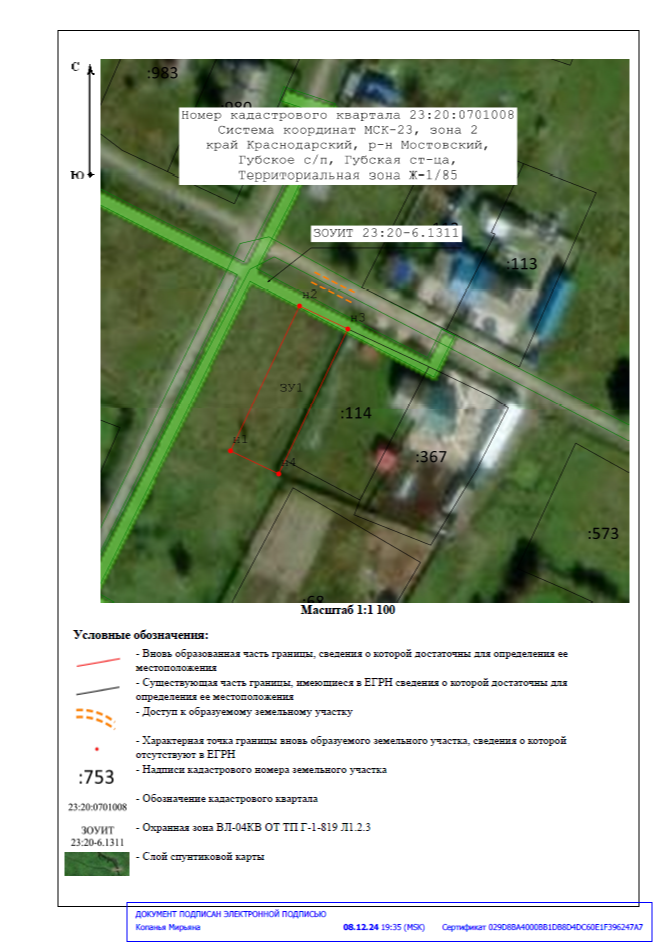 С
:983
:980
Номер кадастрового квартала 23:20:0701008
Система координат МСК-23, зона 2
край Краснодарский, р-н Мостовский,
Губское с/п, Губская ст-ца,
Территориальная зона Ж-1/85
Ю
ЗОУИТ 23:20-6.1311
:113
н2
н3
ЗУ1
:114
н1
:367
н4
:573
:68
Масштаб 1:1 100
Условные обозначения:
- Вновь образованная часть границы, сведения о которой достаточны для определения ее
местоположения
- Существующая часть границы, имеющиеся в ЕГРН сведения о которой достаточны для
определения ее местоположения
- Доступ к образуемому земельному участку
- Характерная точка границы вновь образуемого земельного участка, сведения о которой
отсутствуют в ЕГРН
:753 - Надписи кадастрового номера земельного участка
23:20:0701008 - Обозначение кадастрового квартала
ЗОУИТ
23:20-6.1311
- Охранная зона ВЛ-04КВ ОТ ТП Г-1-819 Л1.2.3
- Слой спунтиковой карты
ДОКУМЕНТ ПОДПИСАН ЭЛЕКТРОННОЙ ПОДПИСЬЮ
Копанья Мирьяна 08.12.24 19:35 (MSK) Сертификат 029D8BA4000BB1DB8D4DC60E1F396247A7